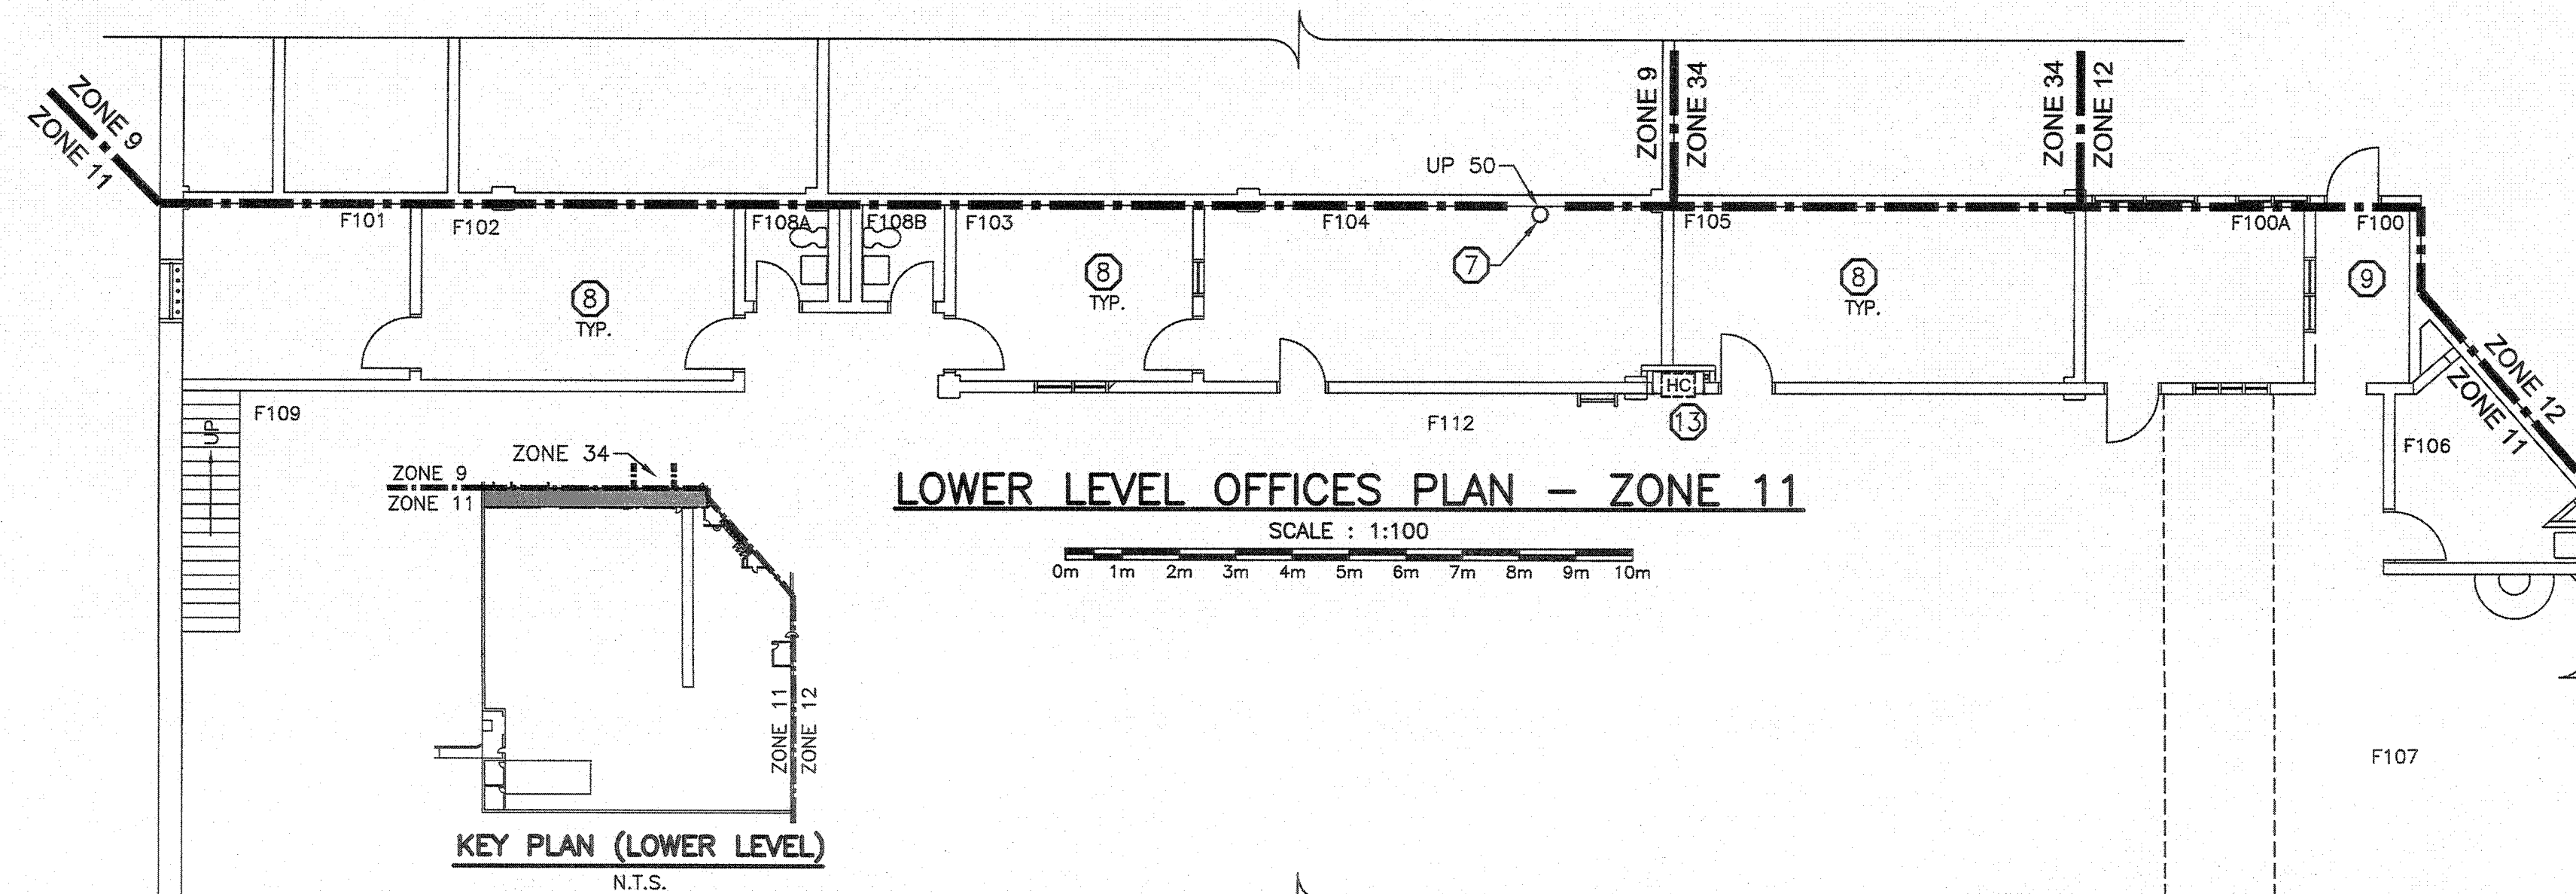 ZONE 9
ZONE 11
ZONE 9
ZONE 34
ZONE 34
ZONE 12
UP 50
F101
F102
F108A
F108B
F103
F104
F105
F100A
F100
7
8
TYP.
8
TYP.
8
TYP.
9
ZONE 12
ZONE 11
HC
13
F109
UP
F112
F106
F107
LOWER LEVEL OFFICES PLAN - ZONE 11
SCALE : 1:100
0m 1m 2m 3m 4m 5m 6m 7m 8m 9m 10m
ZONE 34
ZONE 9
ZONE 11
ZONE 11
ZONE 12
KEY PLAN (LOWER LEVEL)
N.T.S.